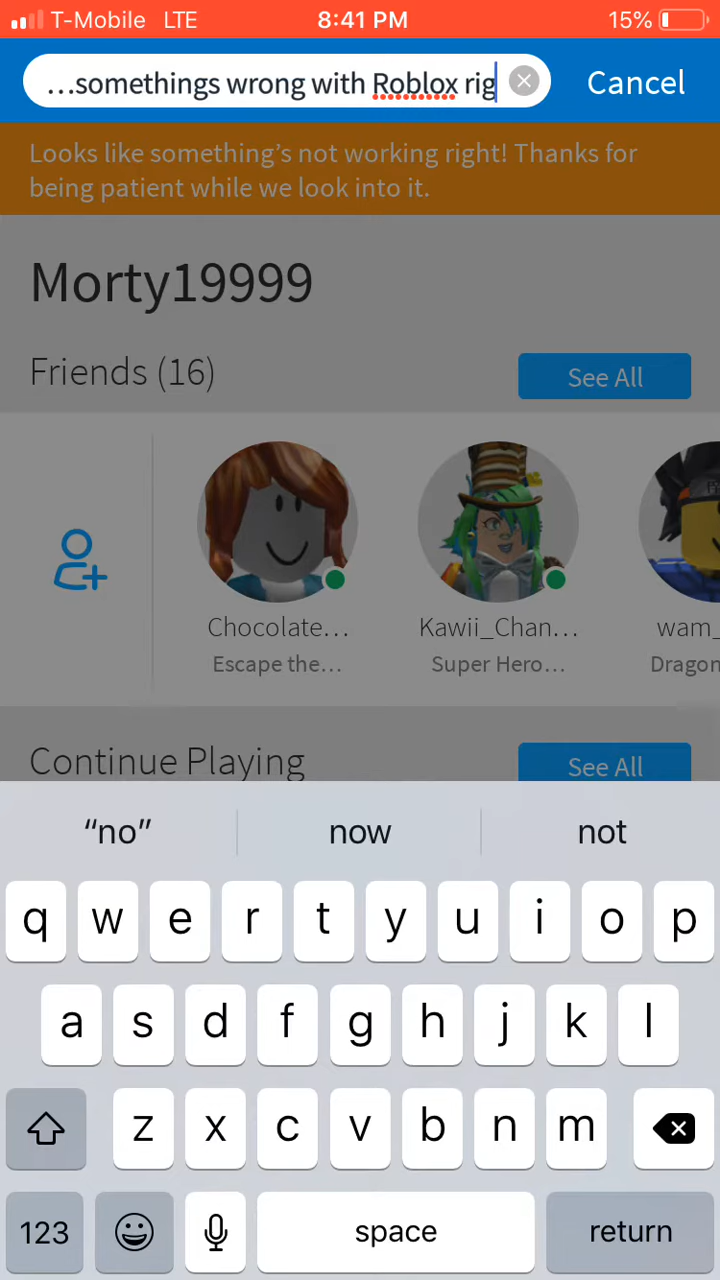 T-Mobile LTE 8:41 PM 15%
…somethings wrong with Roblox rig Cancel
Looks like something's not working right! Thanks for
being patient while we look into it.
Morty19999
Friends (16) See All
Chocolate… Kawii_Chan… wam_
Escape the… Super Hero… Dragon
Continue Playing See All
“no” now not
q w e r t y u i o p
a s d f g h j k l
z x c v b n m
123 space return